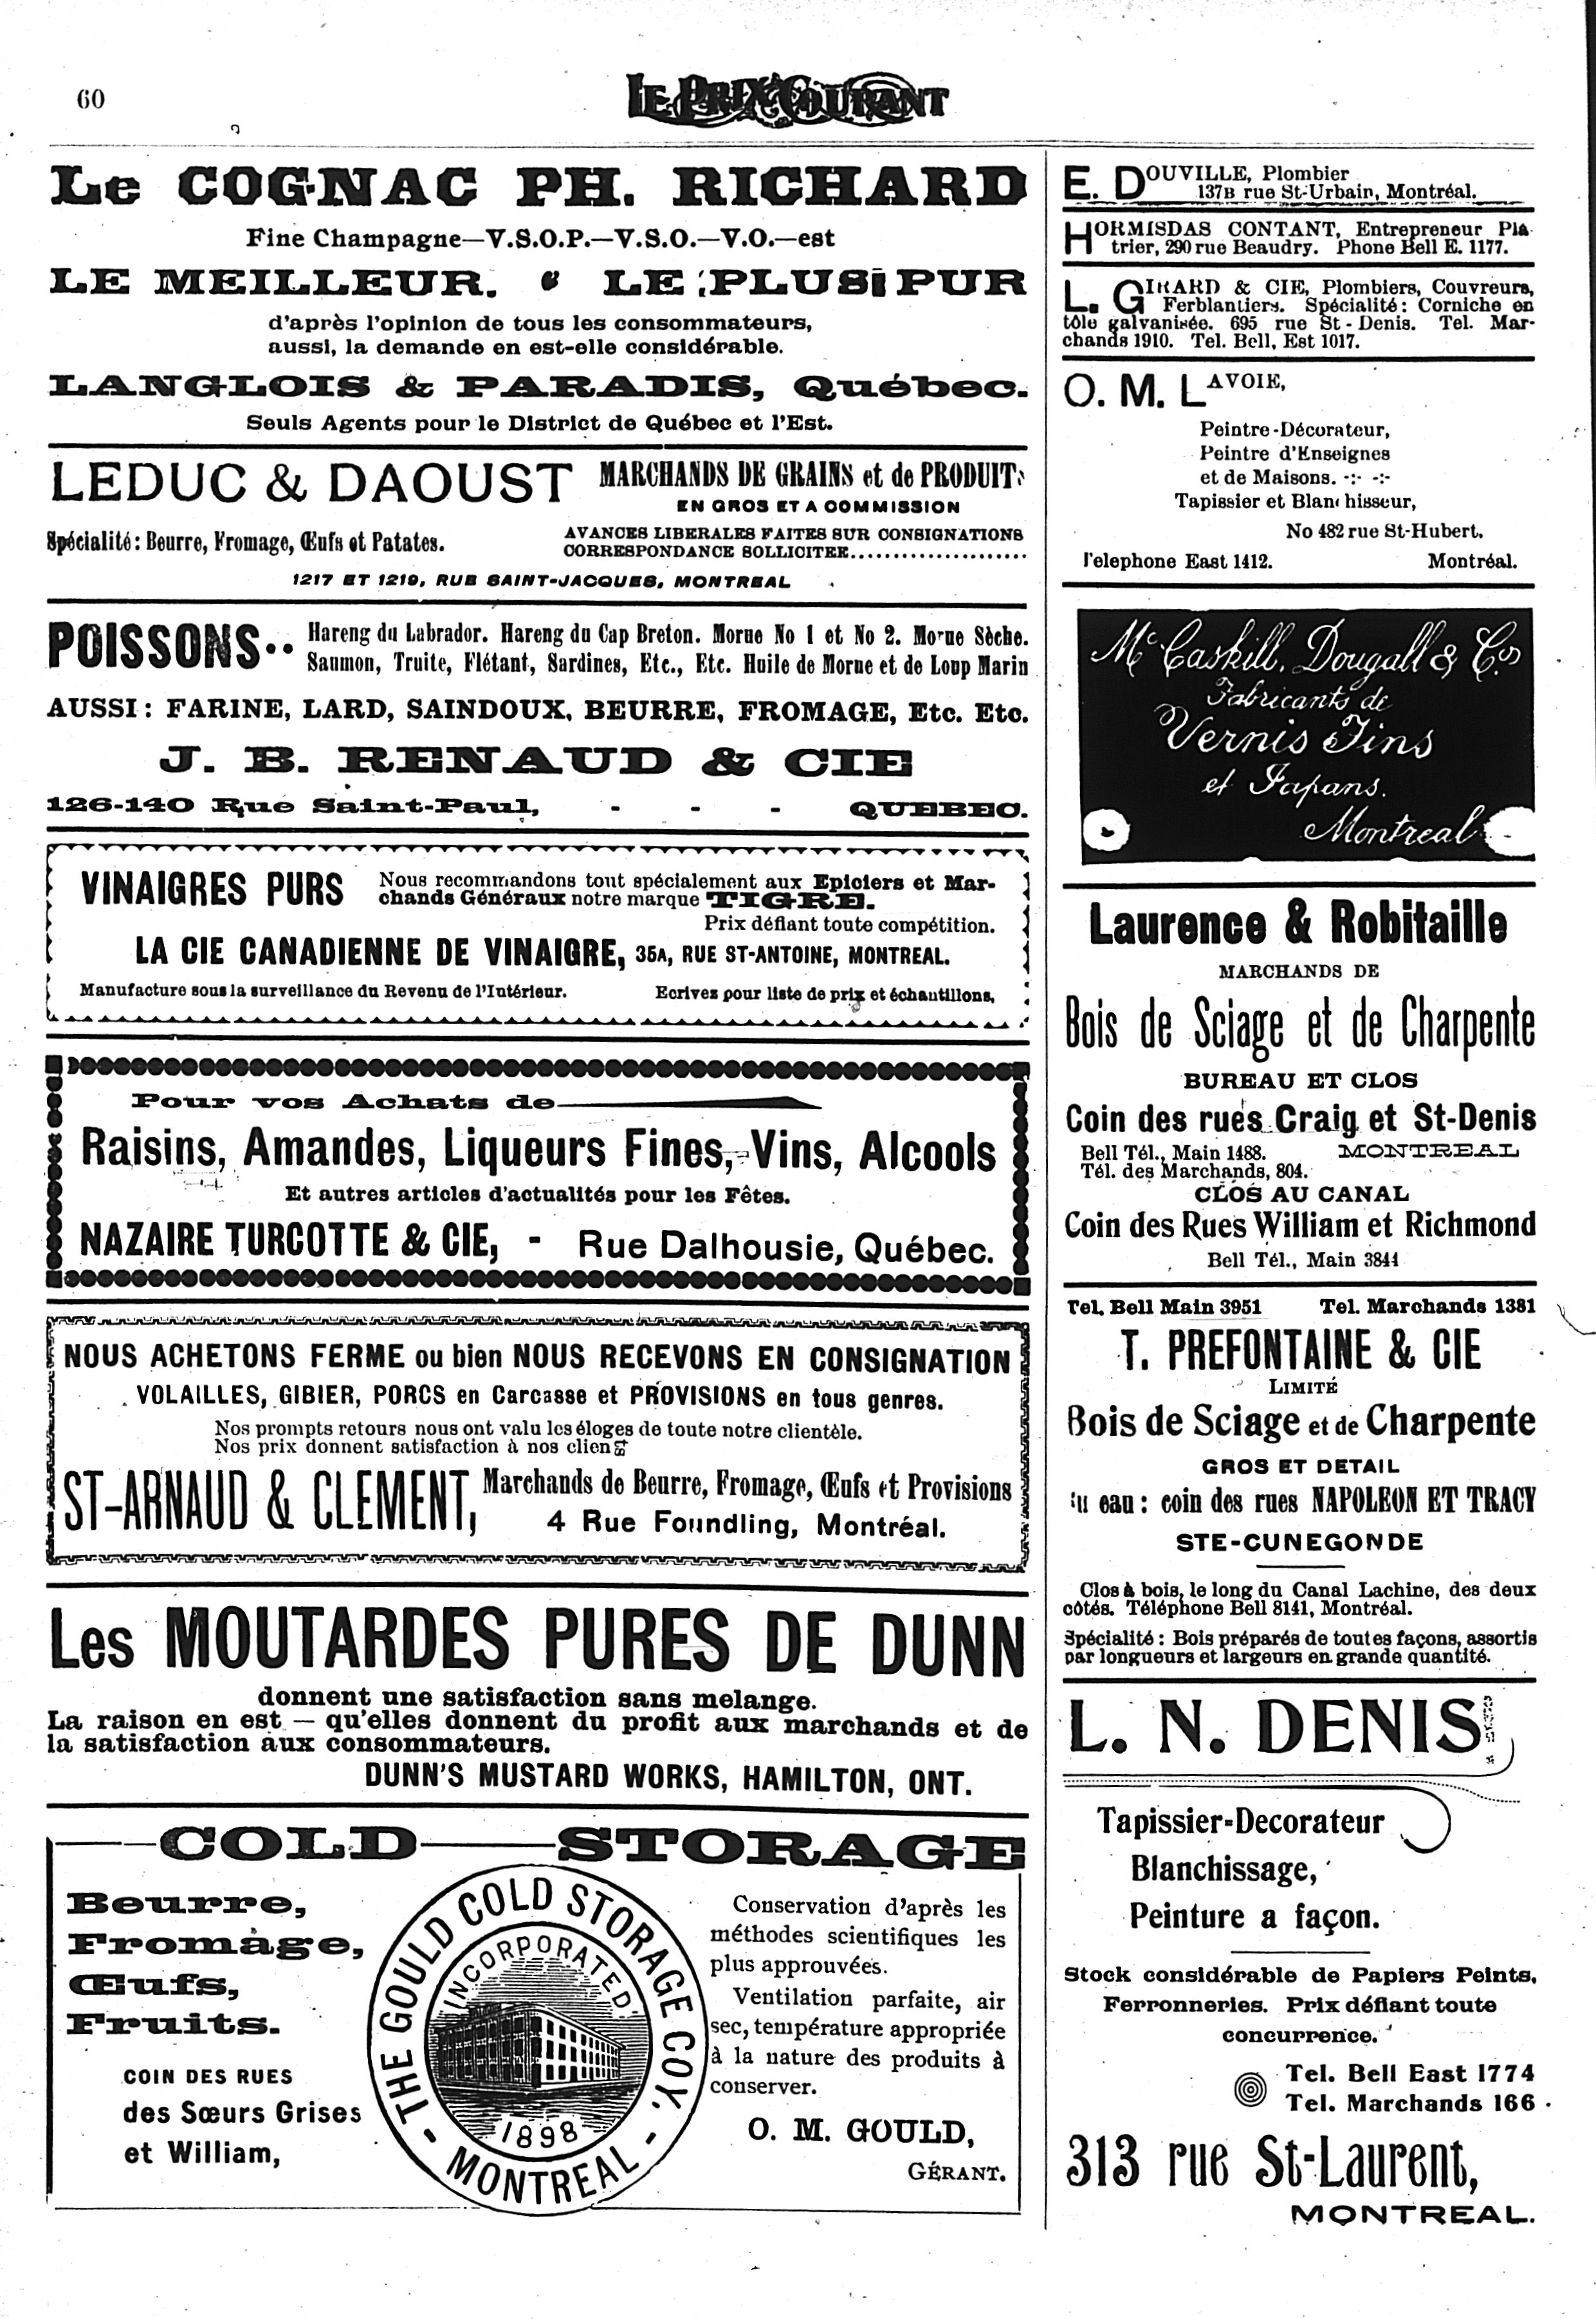 60
LE PRIX COURANT
Le COGNAC PH. RICHARD
Fine Champagne—V.S.O.P.—V.S.O.—V.O.—est
LE MEILLEUR. LE PLUS PUR
d'après l'opinion de tous les consommateurs,
aussi, la demande en est-elle considérable.
LANGLOIS & PARADIS, Québec.
Seuls Agents pour le District de Québec et l'Est.
LEDUC & DAOUST
MARCHANDS DE GRAINS et de PRODUITS
EN GROS ET A COMMISSION
Spécialité: Beurre, Fromage, Œufs et Patates.
AVANCES LIBERALES FAITES SUR CONSIGNATIONS
CORRESPONDANCE SOLLICITEE....................
1217 ET 1219, RUE SAINT-JACQUES, MONTREAL
POISSONS..
Hareng du Labrador. Hareng du Cap Breton. Morue No 1 et No 2. Morue Sèche.
Saumon, Truite, Flétant, Sardines, Etc., Etc. Huile de Morue et de Loup Marin
AUSSI: FARINE, LARD, SAINDOUX, BEURRE, FROMAGE, Etc. Etc.
J. B. RENAUD & CIE
126-140 Rue Saint-Paul, - - - QUEBEC.
VINAIGRES PURS
Nous recommandons tout spécialement aux Epiciers et Mar-
chands Généraux notre marque TIGRE.
Prix défiant toute compétition.
LA CIE CANADIENNE DE VINAIGRE, 35A, RUE ST-ANTOINE, MONTREAL.
Manufacture sous la surveillance du Revenu de l'Intérieur. Ecrivez pour liste de prix et échantillons,
Pour vos Achats de
Raisins, Amandes, Liqueurs Fines, Vins, Alcools
Et autres articles d'actualités pour les Fêtes.
NAZAIRE TURCOTTE & CIE, - Rue Dalhousie, Québec.
NOUS ACHETONS FERME ou bien NOUS RECEVONS EN CONSIGNATION
VOLAILLES, GIBIER, PORCS en Carcasse et PROVISIONS en tous genres.
Nos prompts retours nous ont valu les éloges de toute notre clientèle.
Nos prix donnent satisfaction à nos clients
ST-ARNAUD & CLEMENT,
Marchands de Beurre, Fromage, Œufs et Provisions
4 Rue Foundling, Montréal.
Les MOUTARDES PURES DE DUNN
donnent une satisfaction sans melange.
La raison en est — qu'elles donnent du profit aux marchands et de
la satisfaction aux consommateurs.
DUNN'S MUSTARD WORKS, HAMILTON, ONT.
COLD STORAGE
Beurre,
Fromage,
Œufs,
Fruits.
COIN DES RUES
des Sœurs Grises
et William,
THE GOULD COLD STORAGE COY.
INCORPORATED
1898
- MONTREAL -
Conservation d'après les
méthodes scientifiques les
plus approuvées.
Ventilation parfaite, air
sec, température appropriée
à la nature des produits à
conserver.
O. M. GOULD,
GÉRANT.
E. DOUVILLE, Plombier
137B rue St-Urbain, Montréal.
HORMISDAS CONTANT, Entrepreneur Plâ-
trier, 290 rue Beaudry. Phone Bell E. 1177.
L. GIRARD & CIE, Plombiers, Couvreurs,
Ferblantiers. Spécialité: Corniche en
tôle galvanisée. 695 rue St-Denis. Tel. Mar-
chands 1910. Tel. Bell, Est 1017.
O. M. LAVOIE,
Peintre-Décorateur,
Peintre d'Enseignes
et de Maisons. -:- -:-
Tapissier et Blanchisseur,
No 482 rue St-Hubert.
Telephone East 1412. Montréal.
McCaskill, Dougall & Co.
Fabricants de
Vernis Fins
et Japans.
Montreal
Laurence & Robitaille
MARCHANDS DE
Bois de Sciage et de Charpente
BUREAU ET CLOS
Coin des rues Craig et St-Denis
Bell Tél., Main 1488. MONTREAL
Tél. des Marchands, 804.
CLOS AU CANAL
Coin des Rues William et Richmond
Bell Tél., Main 3844
Tel. Bell Main 3951 Tel. Marchands 1381
T. PREFONTAINE & CIE
LIMITÉ
Bois de Sciage et de Charpente
GROS ET DETAIL
eau: coin des rues NAPOLEON ET TRACY
STE-CUNEGONDE
Clos à bois, le long du Canal Lachine, des deux
côtés. Téléphone Bell 8141, Montréal.
Spécialité: Bois préparés de toutes façons, assortis
par longueurs et largeurs en grande quantité.
L. N. DENIS
Tapissier-Decorateur
Blanchissage,
Peinture a façon.
Stock considérable de Papiers Peints,
Ferronneries. Prix défiant toute
concurrence.
Tel. Bell East 1774
Tel. Marchands 166
313 rue St-Laurent,
MONTREAL.